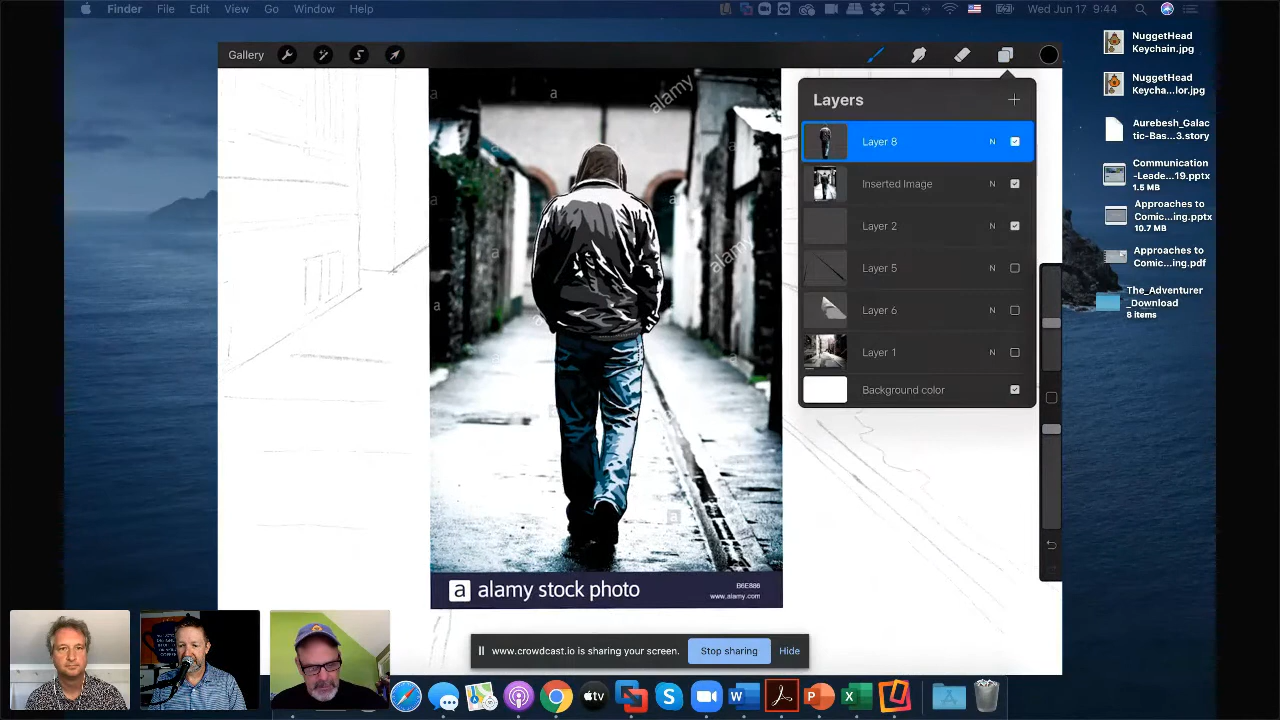 Finder File Edit View Go Window Help
Wed Jun 17 9:44
Gallery
Layers
Layer 8 N
Inserted Image N
Layer 2 N
Layer 5 N
Layer 6 N
Layer 1 N
Background color
NuggetHead
Keychain.jpg
NuggetHead
Keycha...lor.jpg
Aurebesh_Galac
tic-Bas...3.story
Communication
-Leade...19.pptx
1.8 MB
Approaches to
Comic...ing.pptx
10.7 MB
Approaches to
Comic...ing.pdf
The_Adventurer
_Download
8 items
alamy
alamy
a alamy stock photo
B6E886
www.alamy.com
www.crowdcast.io is sharing your screen.
Stop sharing
Hide
tv
W
P
X